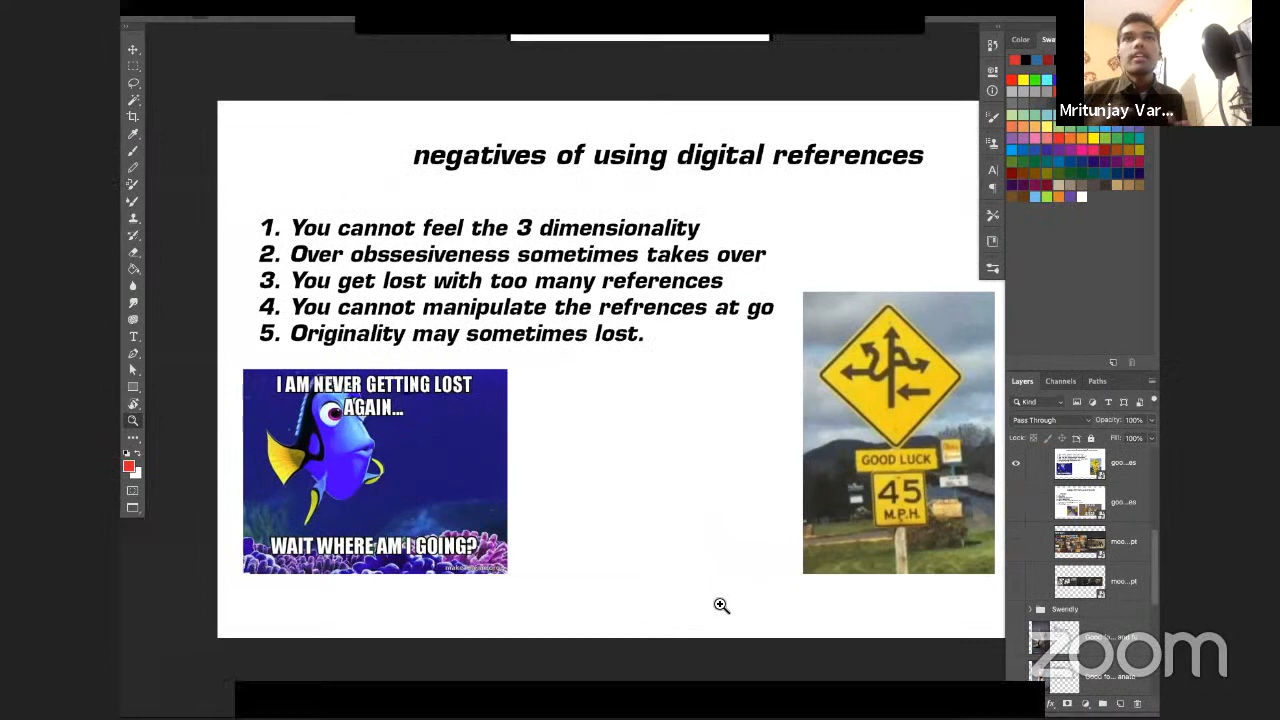 Color
Swa
Mritunjay Var...
negatives of using digital references
1. You cannot feel the 3 dimensionality
2. Over obssesiveness sometimes takes over
3. You get lost with too many references
4. You cannot manipulate the refrences at go
5. Originality may sometimes lost.
I AM NEVER GETTING LOST
AGAIN...
WAIT WHERE AM I GOING?
GOOD LUCK
45
M.P.H.
Layers
Channels
Paths
Kind
Pass Through
Opacity: 100%
Lock:
Fill: 100%
goo...es
goo...es
moo...pt
moo...pt
Swendly
zoom